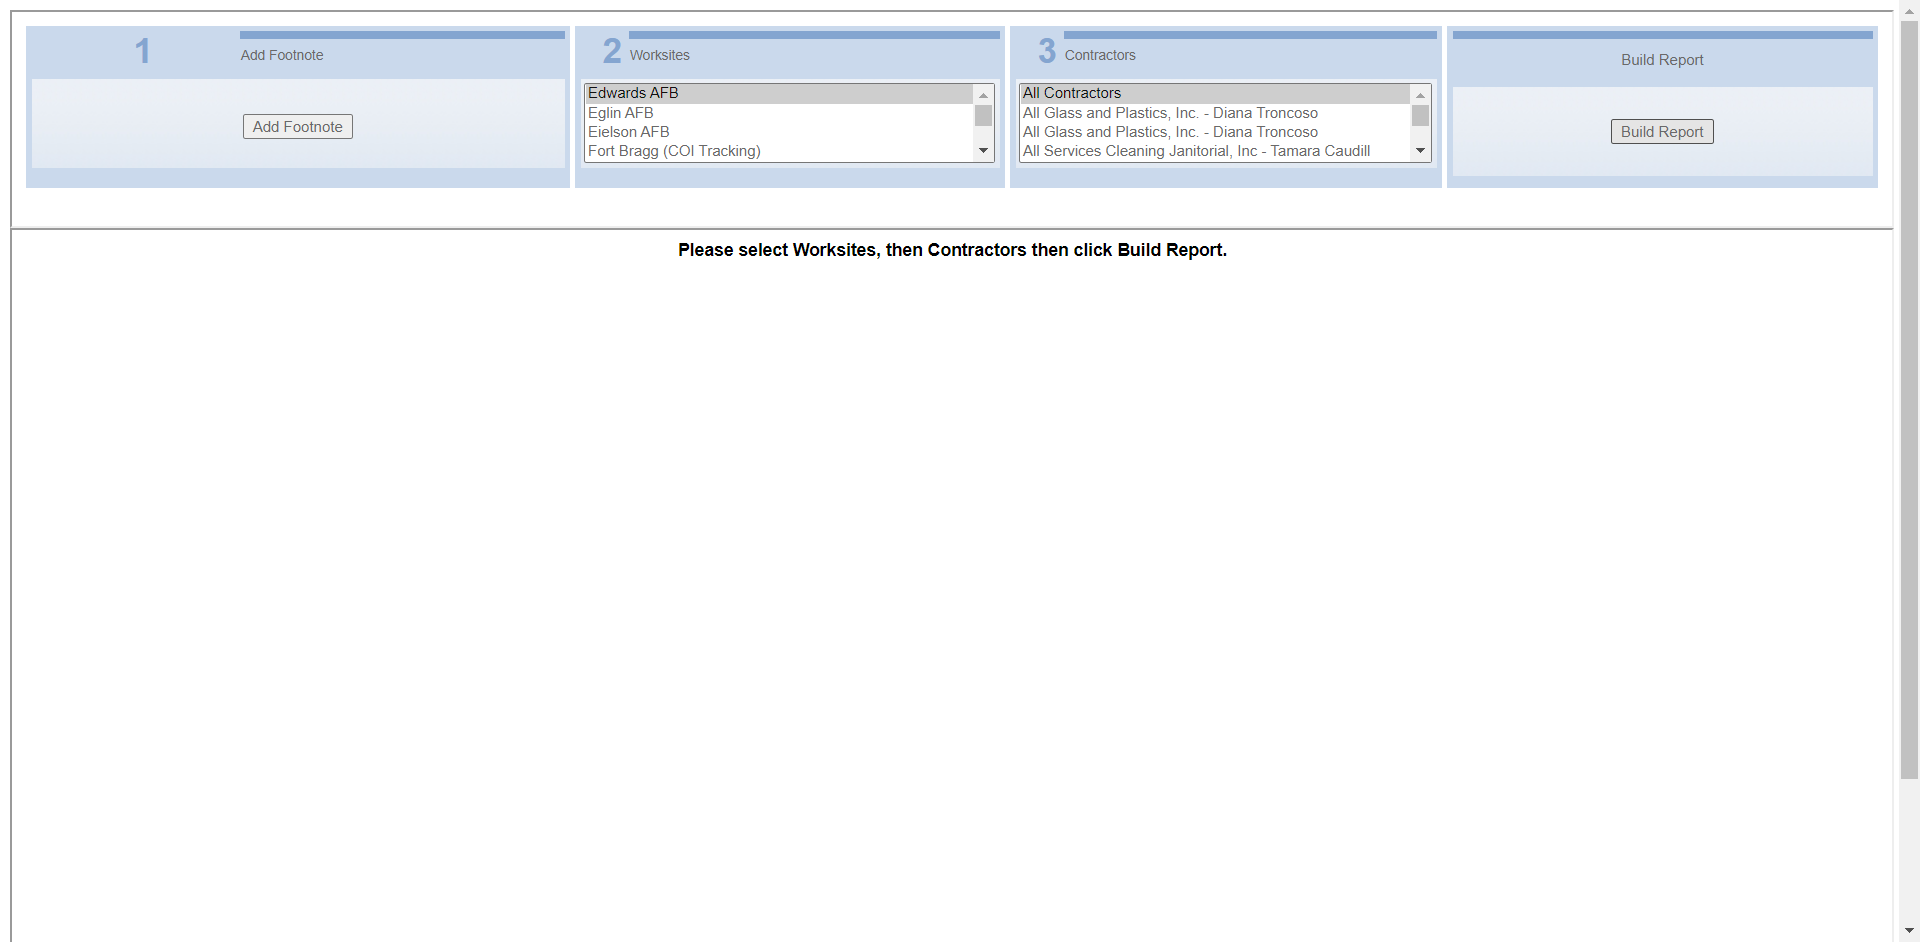 1 Add Footnote
Add Footnote
2 Worksites
Edwards AFB
Eglin AFB
Eielson AFB
Fort Bragg (COI Tracking)
3 Contractors
All Contractors
All Glass and Plastics, Inc. - Diana Troncoso
All Glass and Plastics, Inc. - Diana Troncoso
All Services Cleaning Janitorial, Inc - Tamara Caudill
Build Report
Build Report
Please select Worksites, then Contractors then click Build Report.